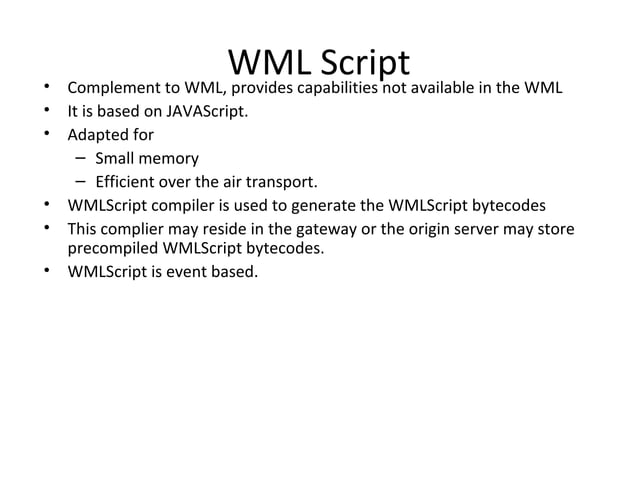 WML Script
• Complement to WML, provides capabilities not available in the WML
• It is based on JAVAScript.
• Adapted for
– Small memory
– Efficient over the air transport.
• WMLScript compiler is used to generate the WMLScript bytecodes
• This complier may reside in the gateway or the origin server may store
precompiled WMLScript bytecodes.
• WMLScript is event based.